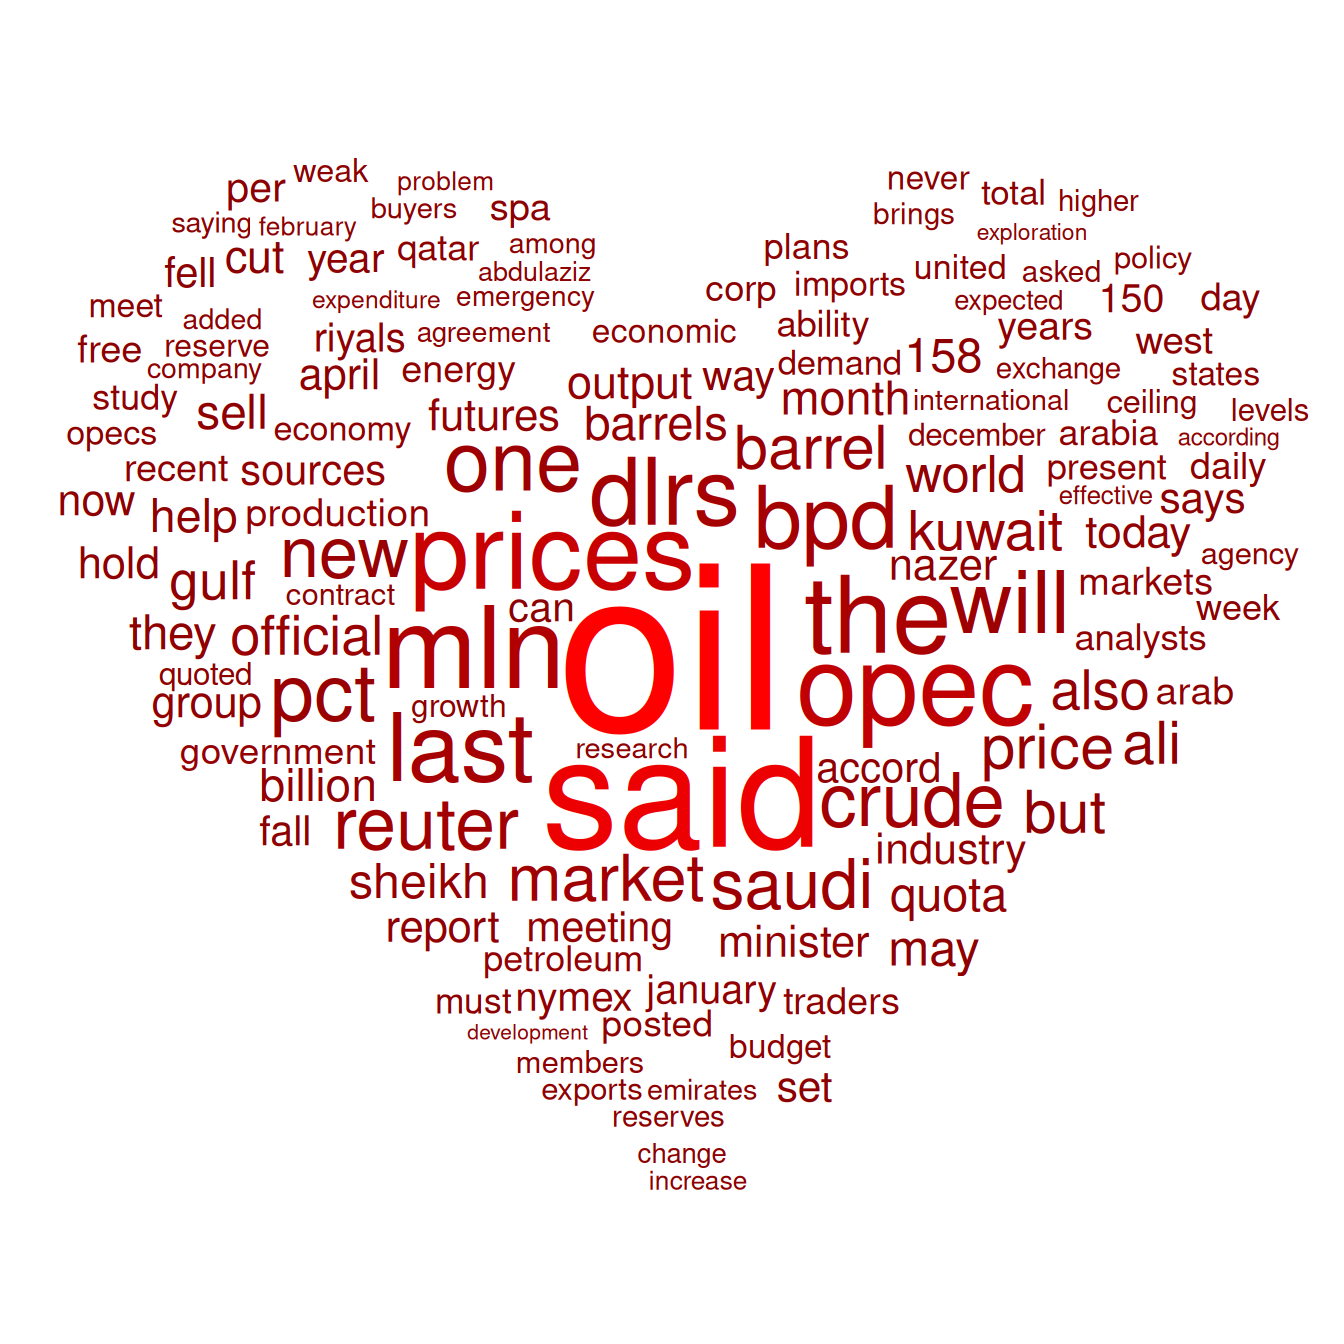 weak
per
problem
never
total
higher
saying
february
buyers
spa
brings
exploration
fell
cut
year
qatar
among
plans
united
asked
policy
abdulaziz
meet
expenditure
emergency
corp
imports
expected
150
day
added
riyals
agreement
economic
ability
years
west
free
reserve
company
april
energy
output
way
demand
158
exchange
states
study
sell
futures
barrels
month
international
ceiling
levels
opecs
economy
one
barrel
december
arabia
according
recent
sources
dlrs
world
present
daily
now
help
production
prices
bpd
kuwait
effective
says
today
hold
gulf
new
contract
can
oil
the
will
nazer
markets
agency
week
they
official
mln
analysts
quoted
group
pct
growth
opec
also
arab
government
last
research
said
accord
price
ali
billion
fall
reuter
crude
but
industry
sheikh
market
saudi
quota
report
meeting
minister
may
petroleum
must
nymex
january
traders
development
posted
budget
members
exports
emirates
set
reserves
change
increase